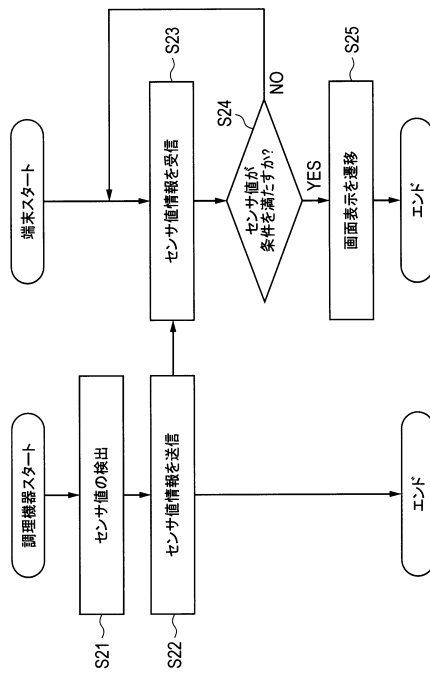 調理機器スタート
S21
センサ値の検出
S22
センサ値情報を送信
エンド
端末スタート
センサ値情報を受信
S23
センサ値が
条件を満たすか?
S24
NO
YES
画面表示を遷移
S25
エンド